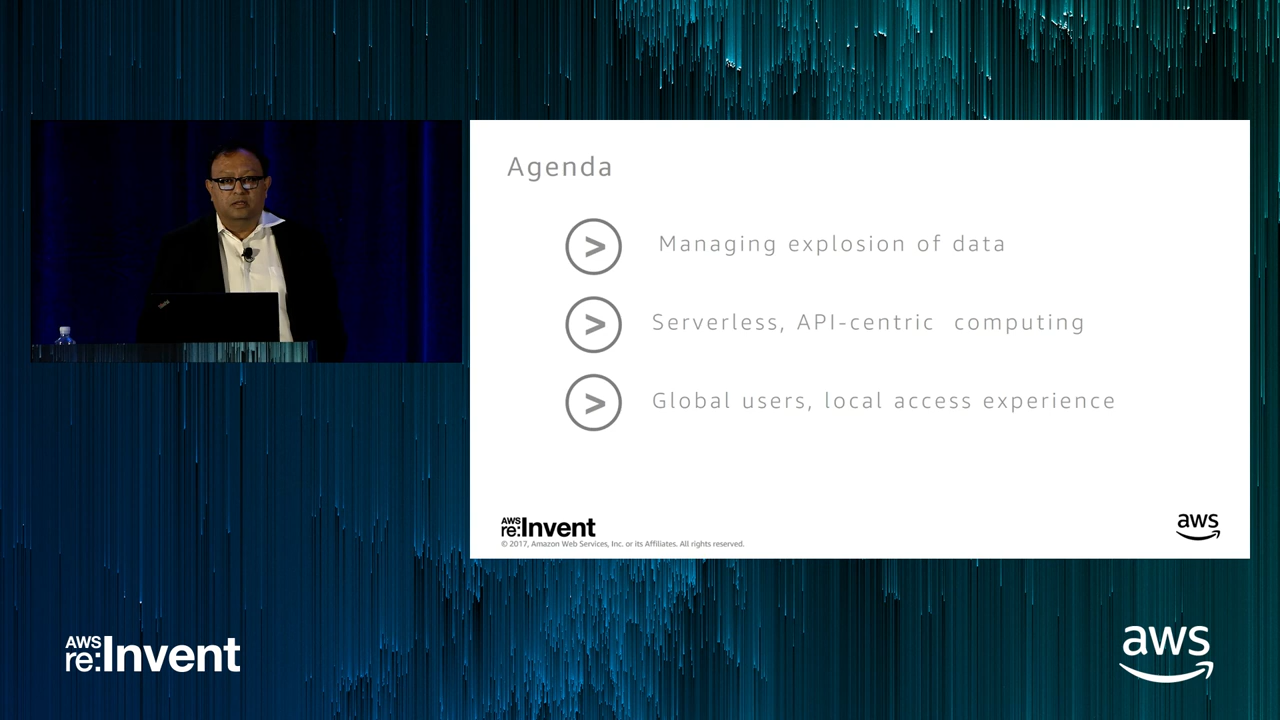 Agenda
> Managing explosion of data
> Serverless, API-centric computing
> Global users, local access experience
AWS
re:Invent
© 2017, Amazon Web Services, Inc. or its Affiliates. All rights reserved.
aws
AWS
re:Invent
aws